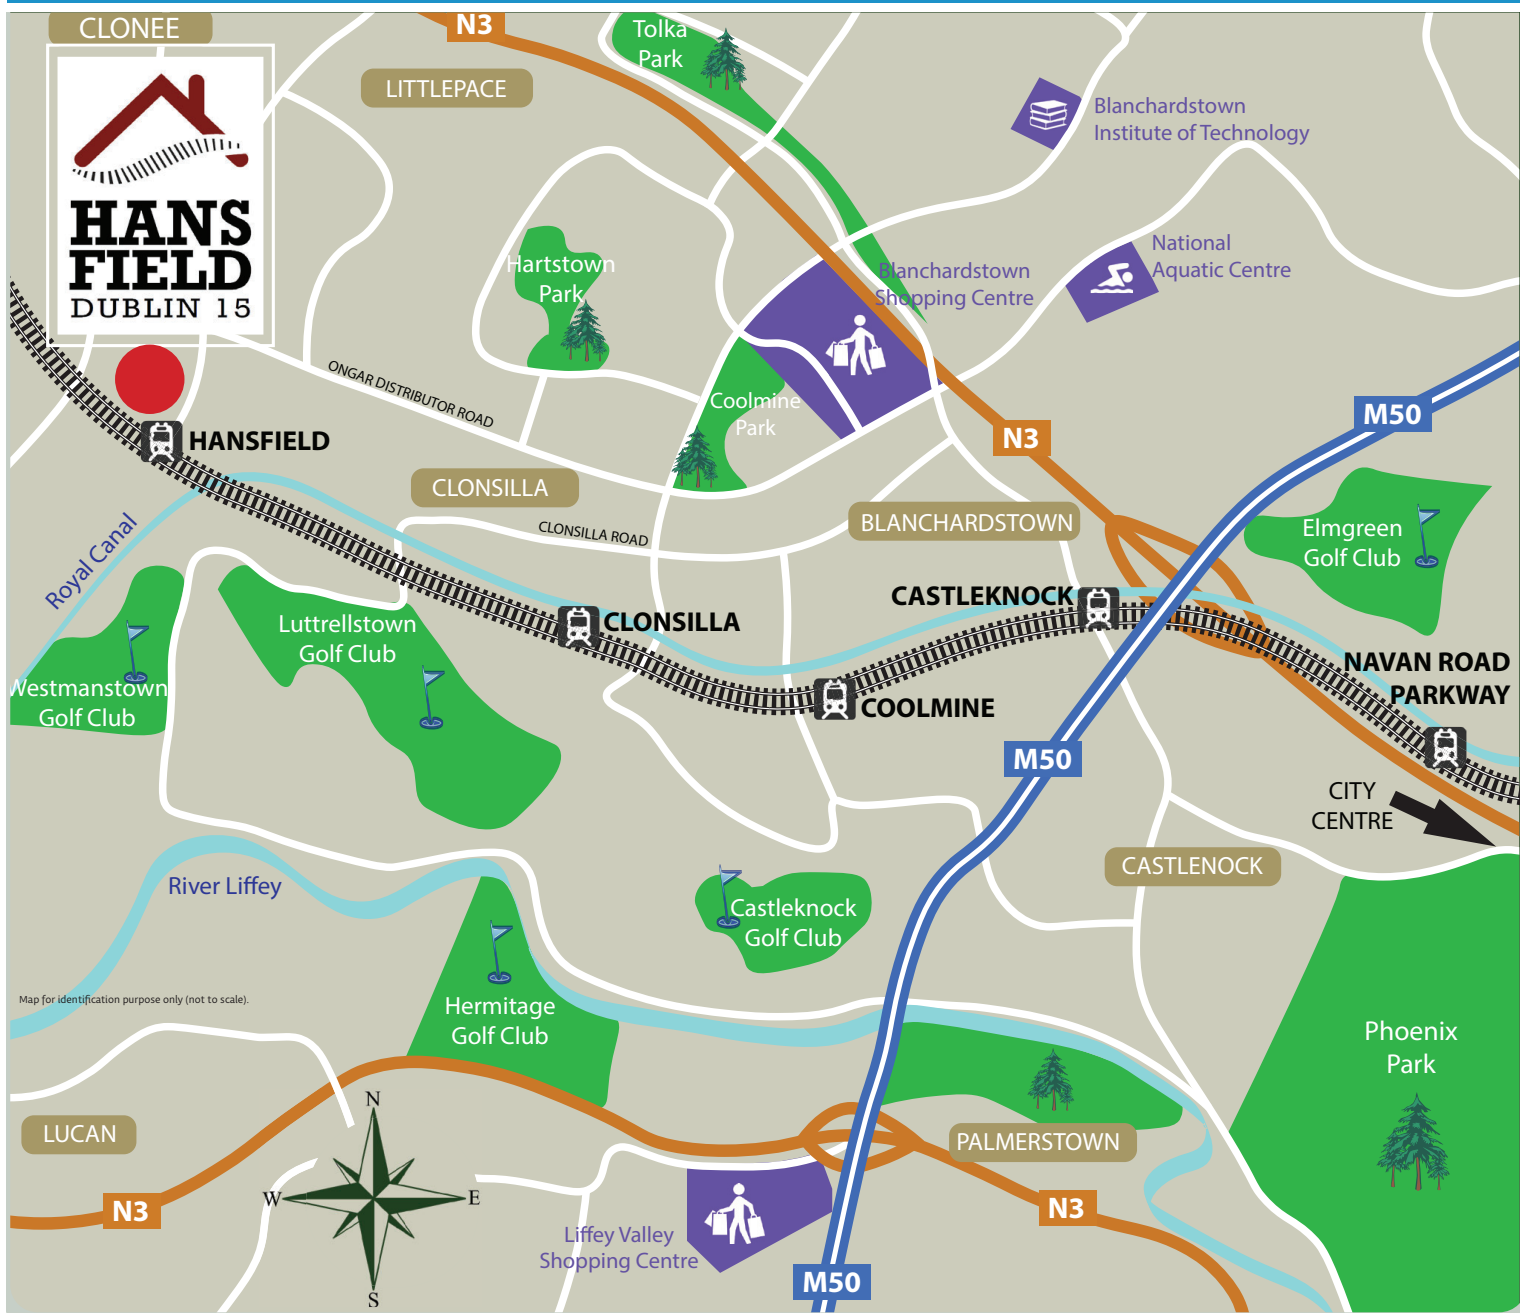 CLONEE
N3
Tolka
Park
LITTLEPACE
Blanchardstown
Institute of Technology
HANS
FIELD
DUBLIN 15
Hartstown
Park
National
Aquatic Centre
Blanchardstown
Shopping Centre
ONGAR DISTRIBUTOR ROAD
Coolmine
Park
M50
N3
HANSFIELD
CLONSILLA
BLANCHARDSTOWN
CLONSILLA ROAD
Elmgreen
Golf Club
Royal Canal
CASTLEKNOCK
Luttrellstown
Golf Club
CLONSILLA
NAVAN ROAD
PARKWAY
Westmanstown
Golf Club
COOLMINE
M50
CITY
CENTRE
CASTLENOCK
River Liffey
Castleknock
Golf Club
Map for identification purpose only (not to scale).
Hermitage
Golf Club
Phoenix
Park
N
LUCAN
PALMERSTOWN
W
E
N3
N3
Liffey Valley
Shopping Centre
M50
S